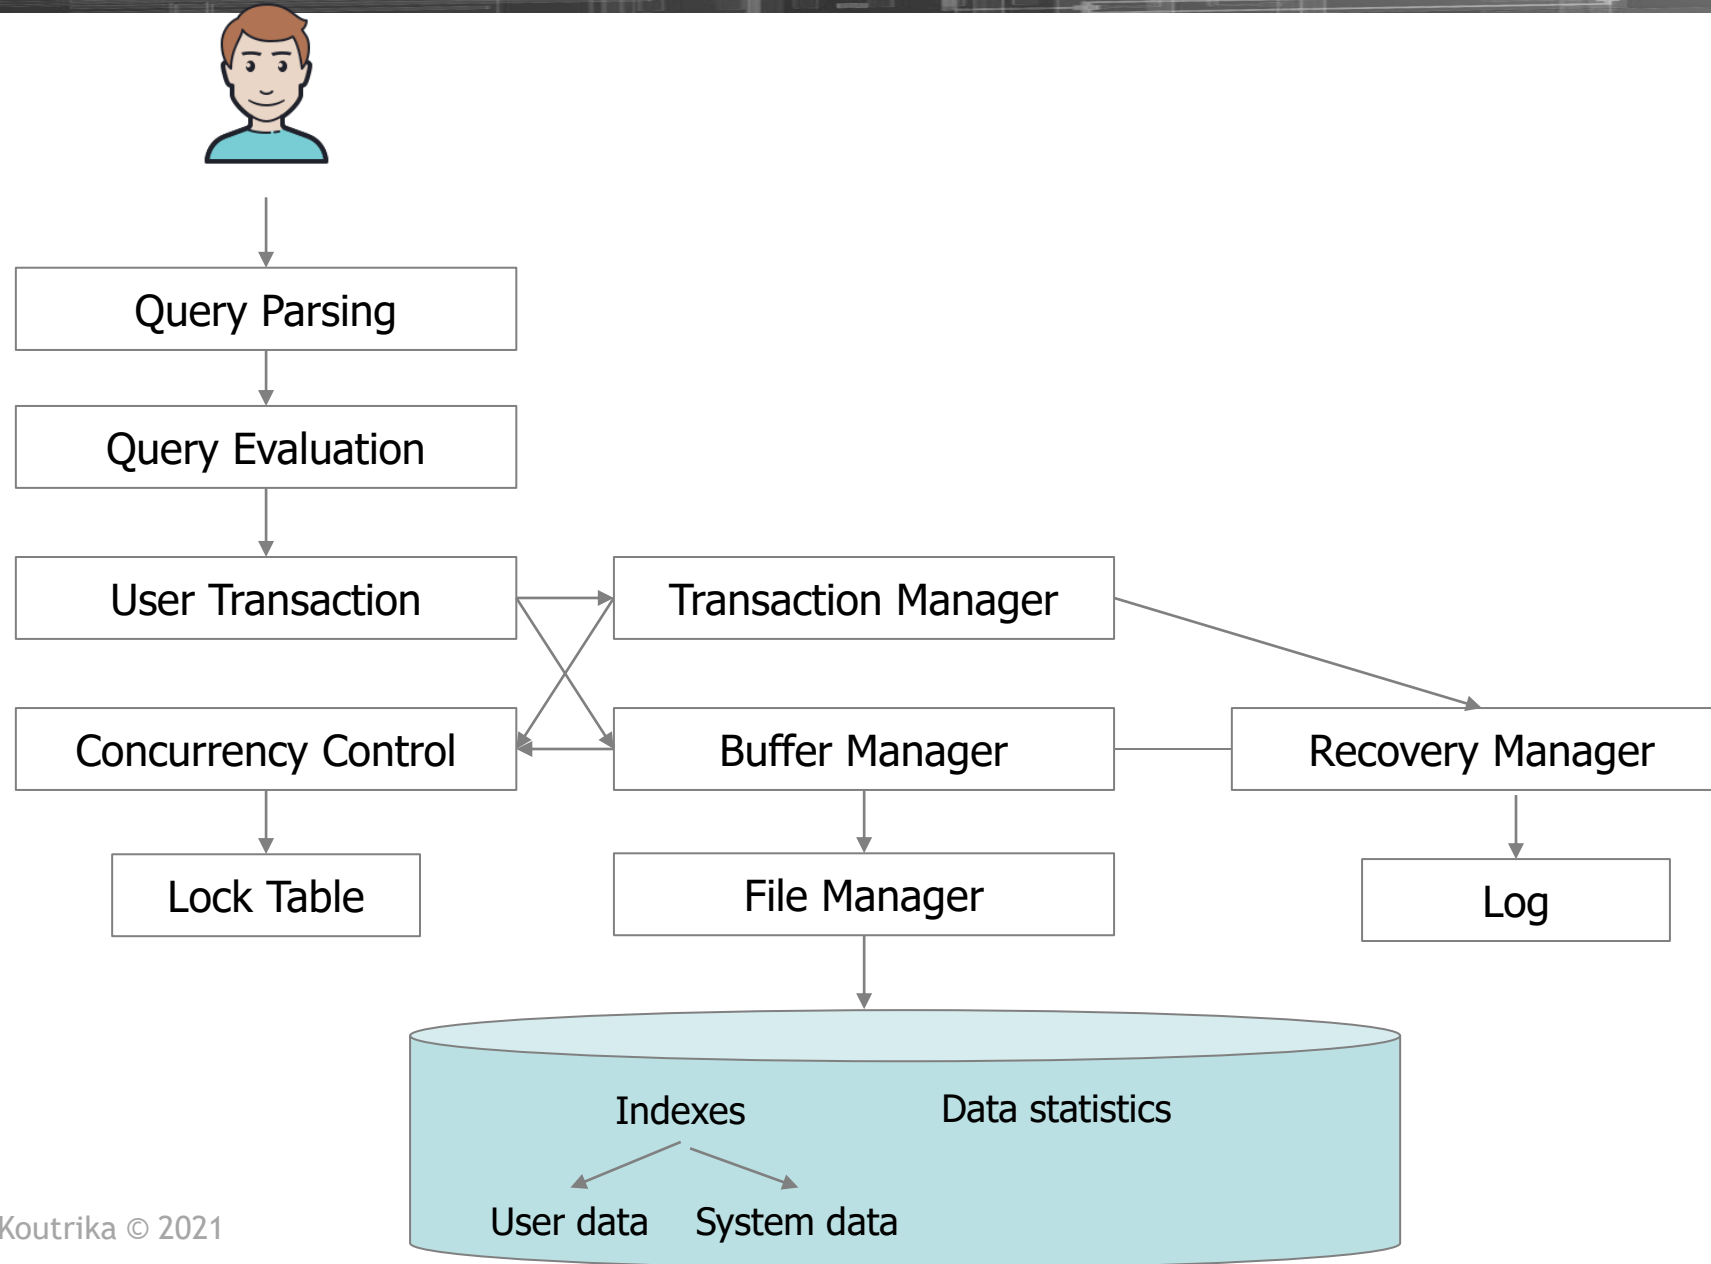 Query Parsing
Query Evaluation
User Transaction
Transaction Manager
Concurrency Control
Buffer Manager
Recovery Manager
Lock Table
File Manager
Log
Indexes
Data statistics
User data
System data
Koutrika © 2021